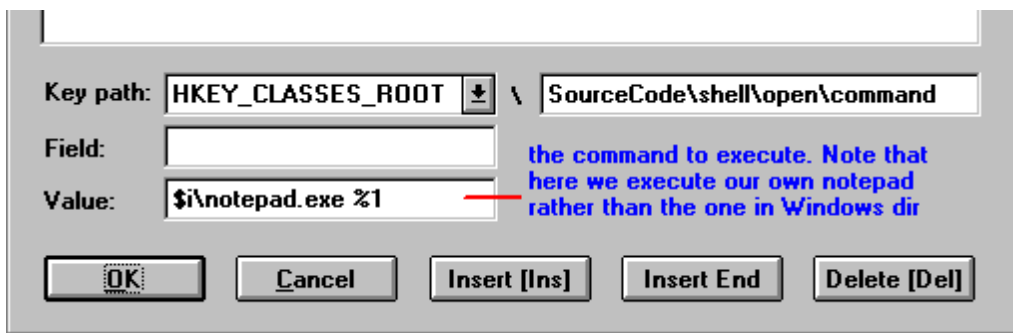 Key path: HKEY_CLASSES_ROOT \ SourceCode\shell\open\command
Field:
the command to execute. Note that
here we execute our own notepad
Value: $i\notepad.exe %1
rather than the one in Windows dir
OK Cancel Insert [Ins] Insert End Delete [Del]